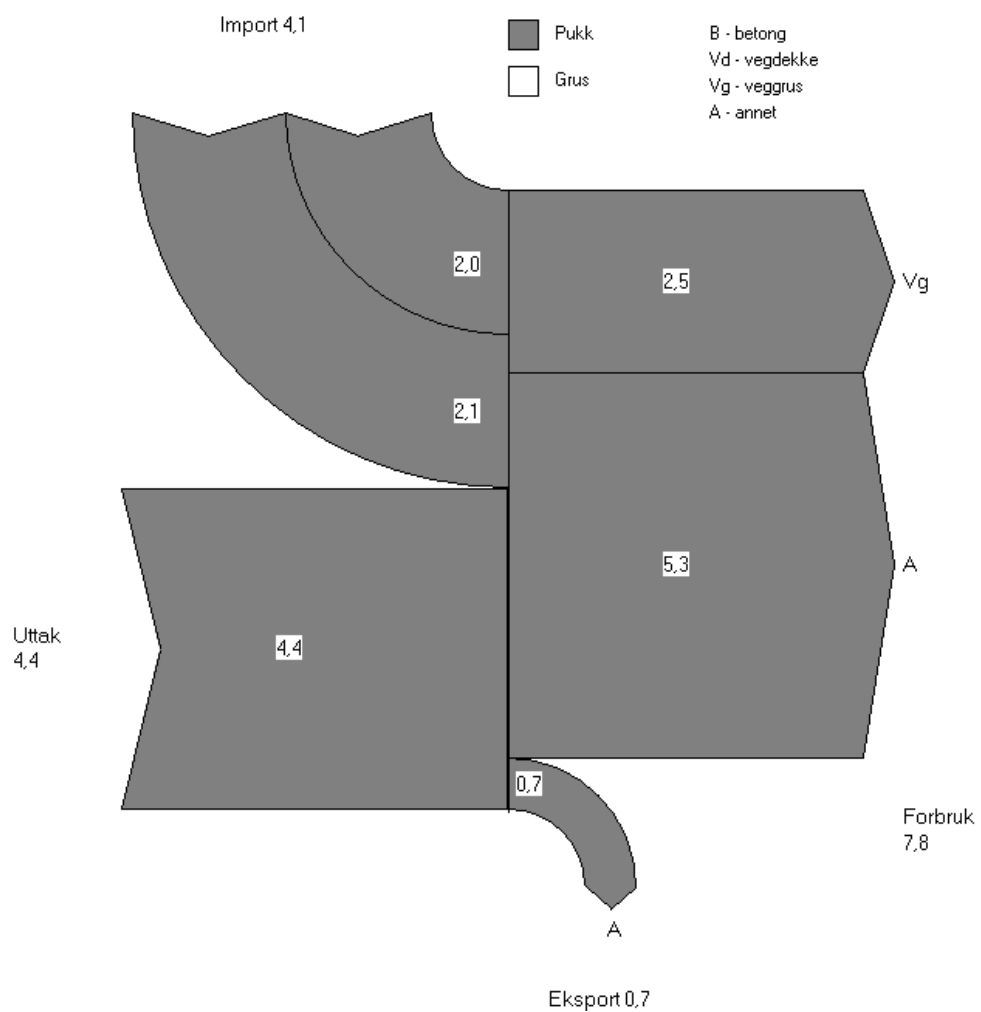 Import 4,1
Pukk
Grus
B - betong
Vd - vegdekke
Vg - veggrus
A - annet
2,0
2,5
Vg
2,1
5,3
A
Uttak
4,4
4,4
0,7
Forbruk
7,8
A
Eksport 0,7